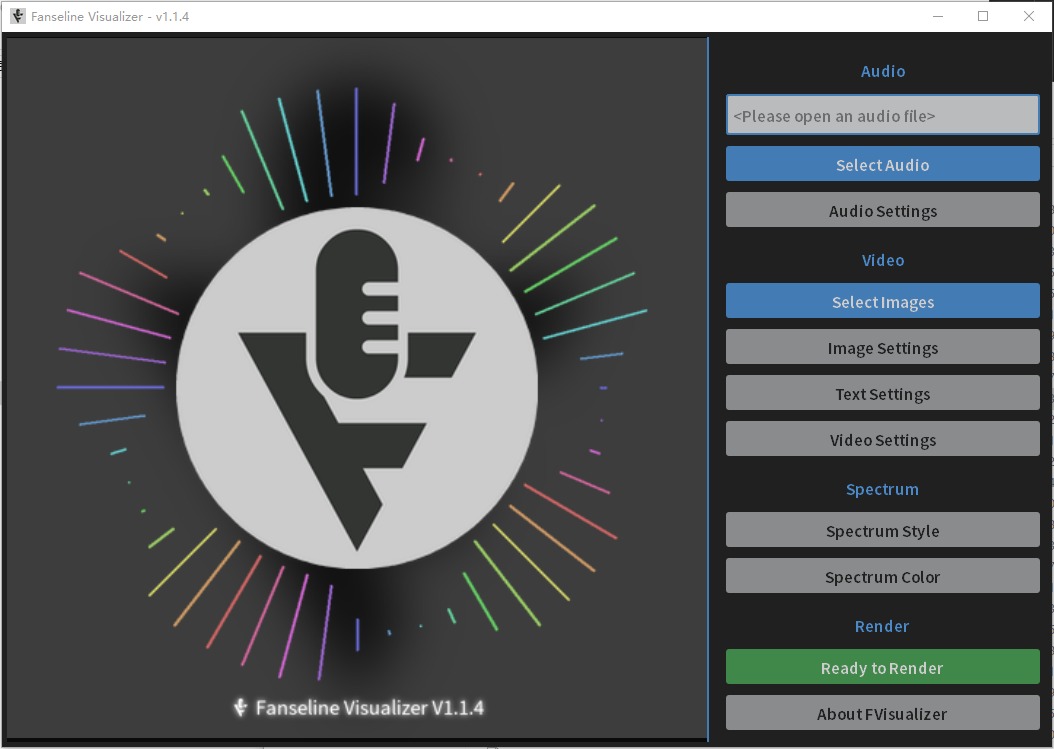 Fanseline Visualizer - v1.1.4
Audio
<Please open an audio file>
Select Audio
Audio Settings
Video
Select Images
Image Settings
Text Settings
Video Settings
Spectrum
Spectrum Style
Spectrum Color
Render
Ready to Render
About FVisualizer
Fanseline Visualizer V1.1.4